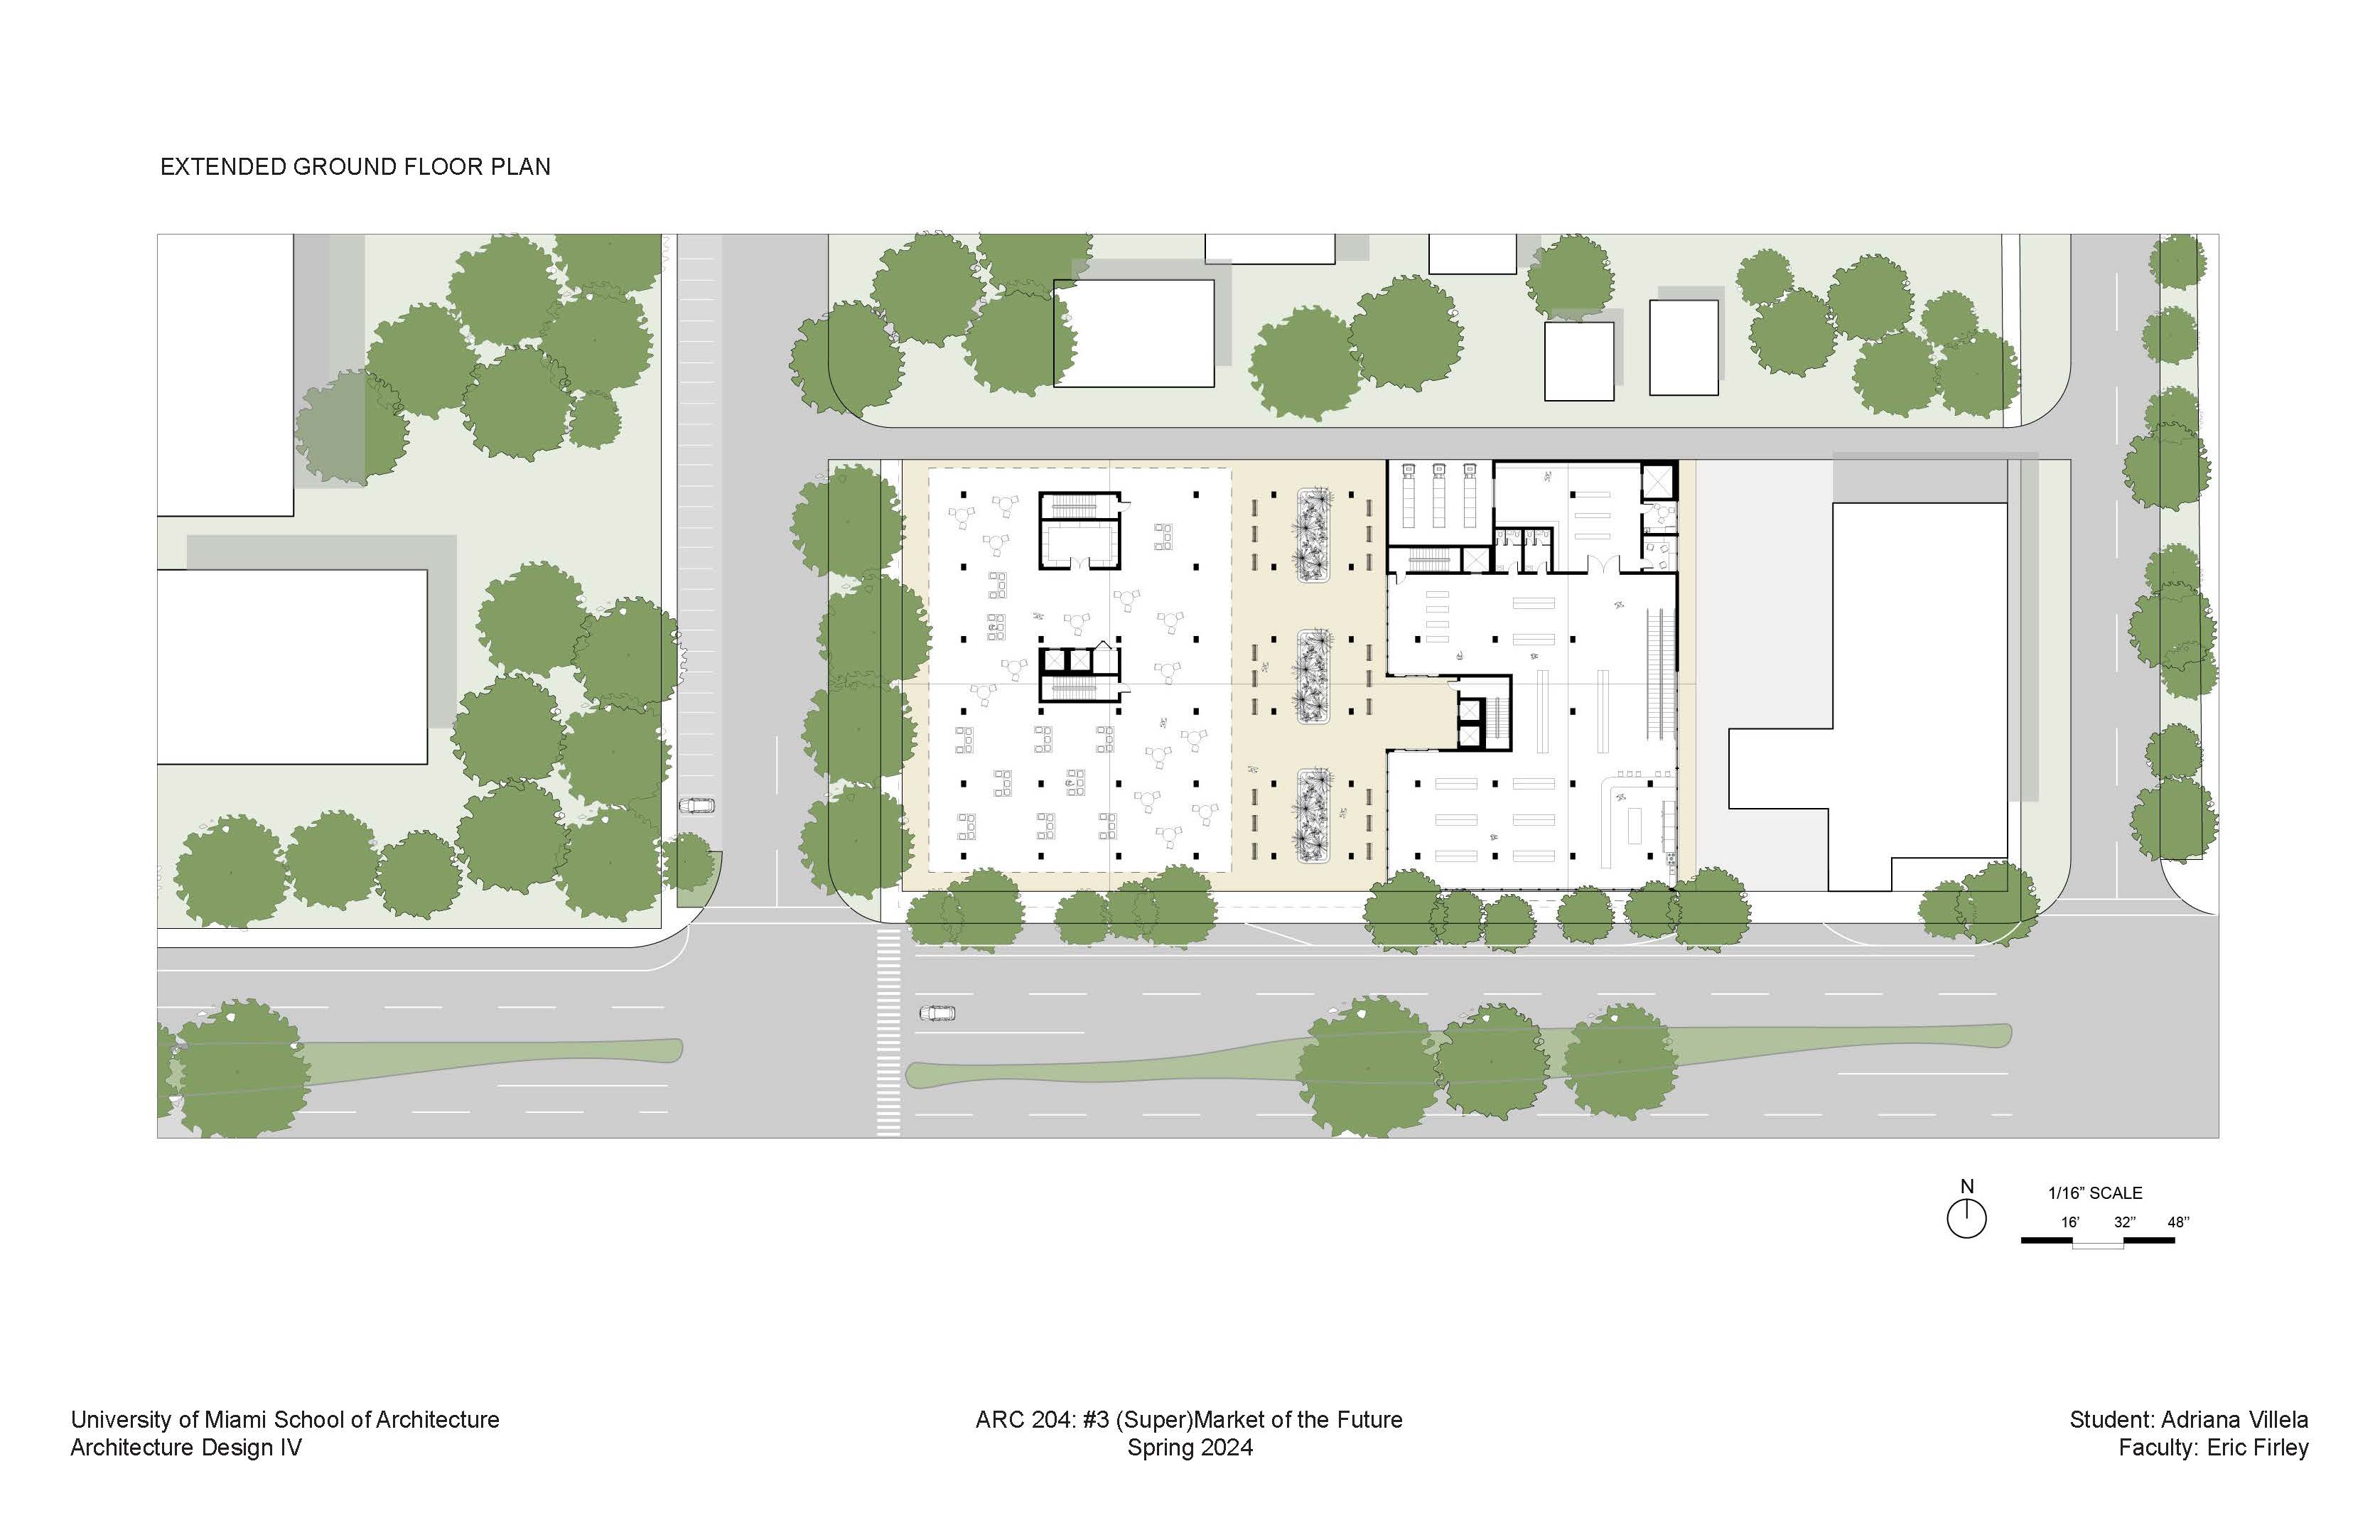 EXTENDED GROUND FLOOR PLAN
N
1/16” SCALE
16’ 32” 48”
University of Miami School of Architecture
Architecture Design IV
ARC 204: #3 (Super)Market of the Future
Spring 2024
Student: Adriana Villela
Faculty: Eric Firley